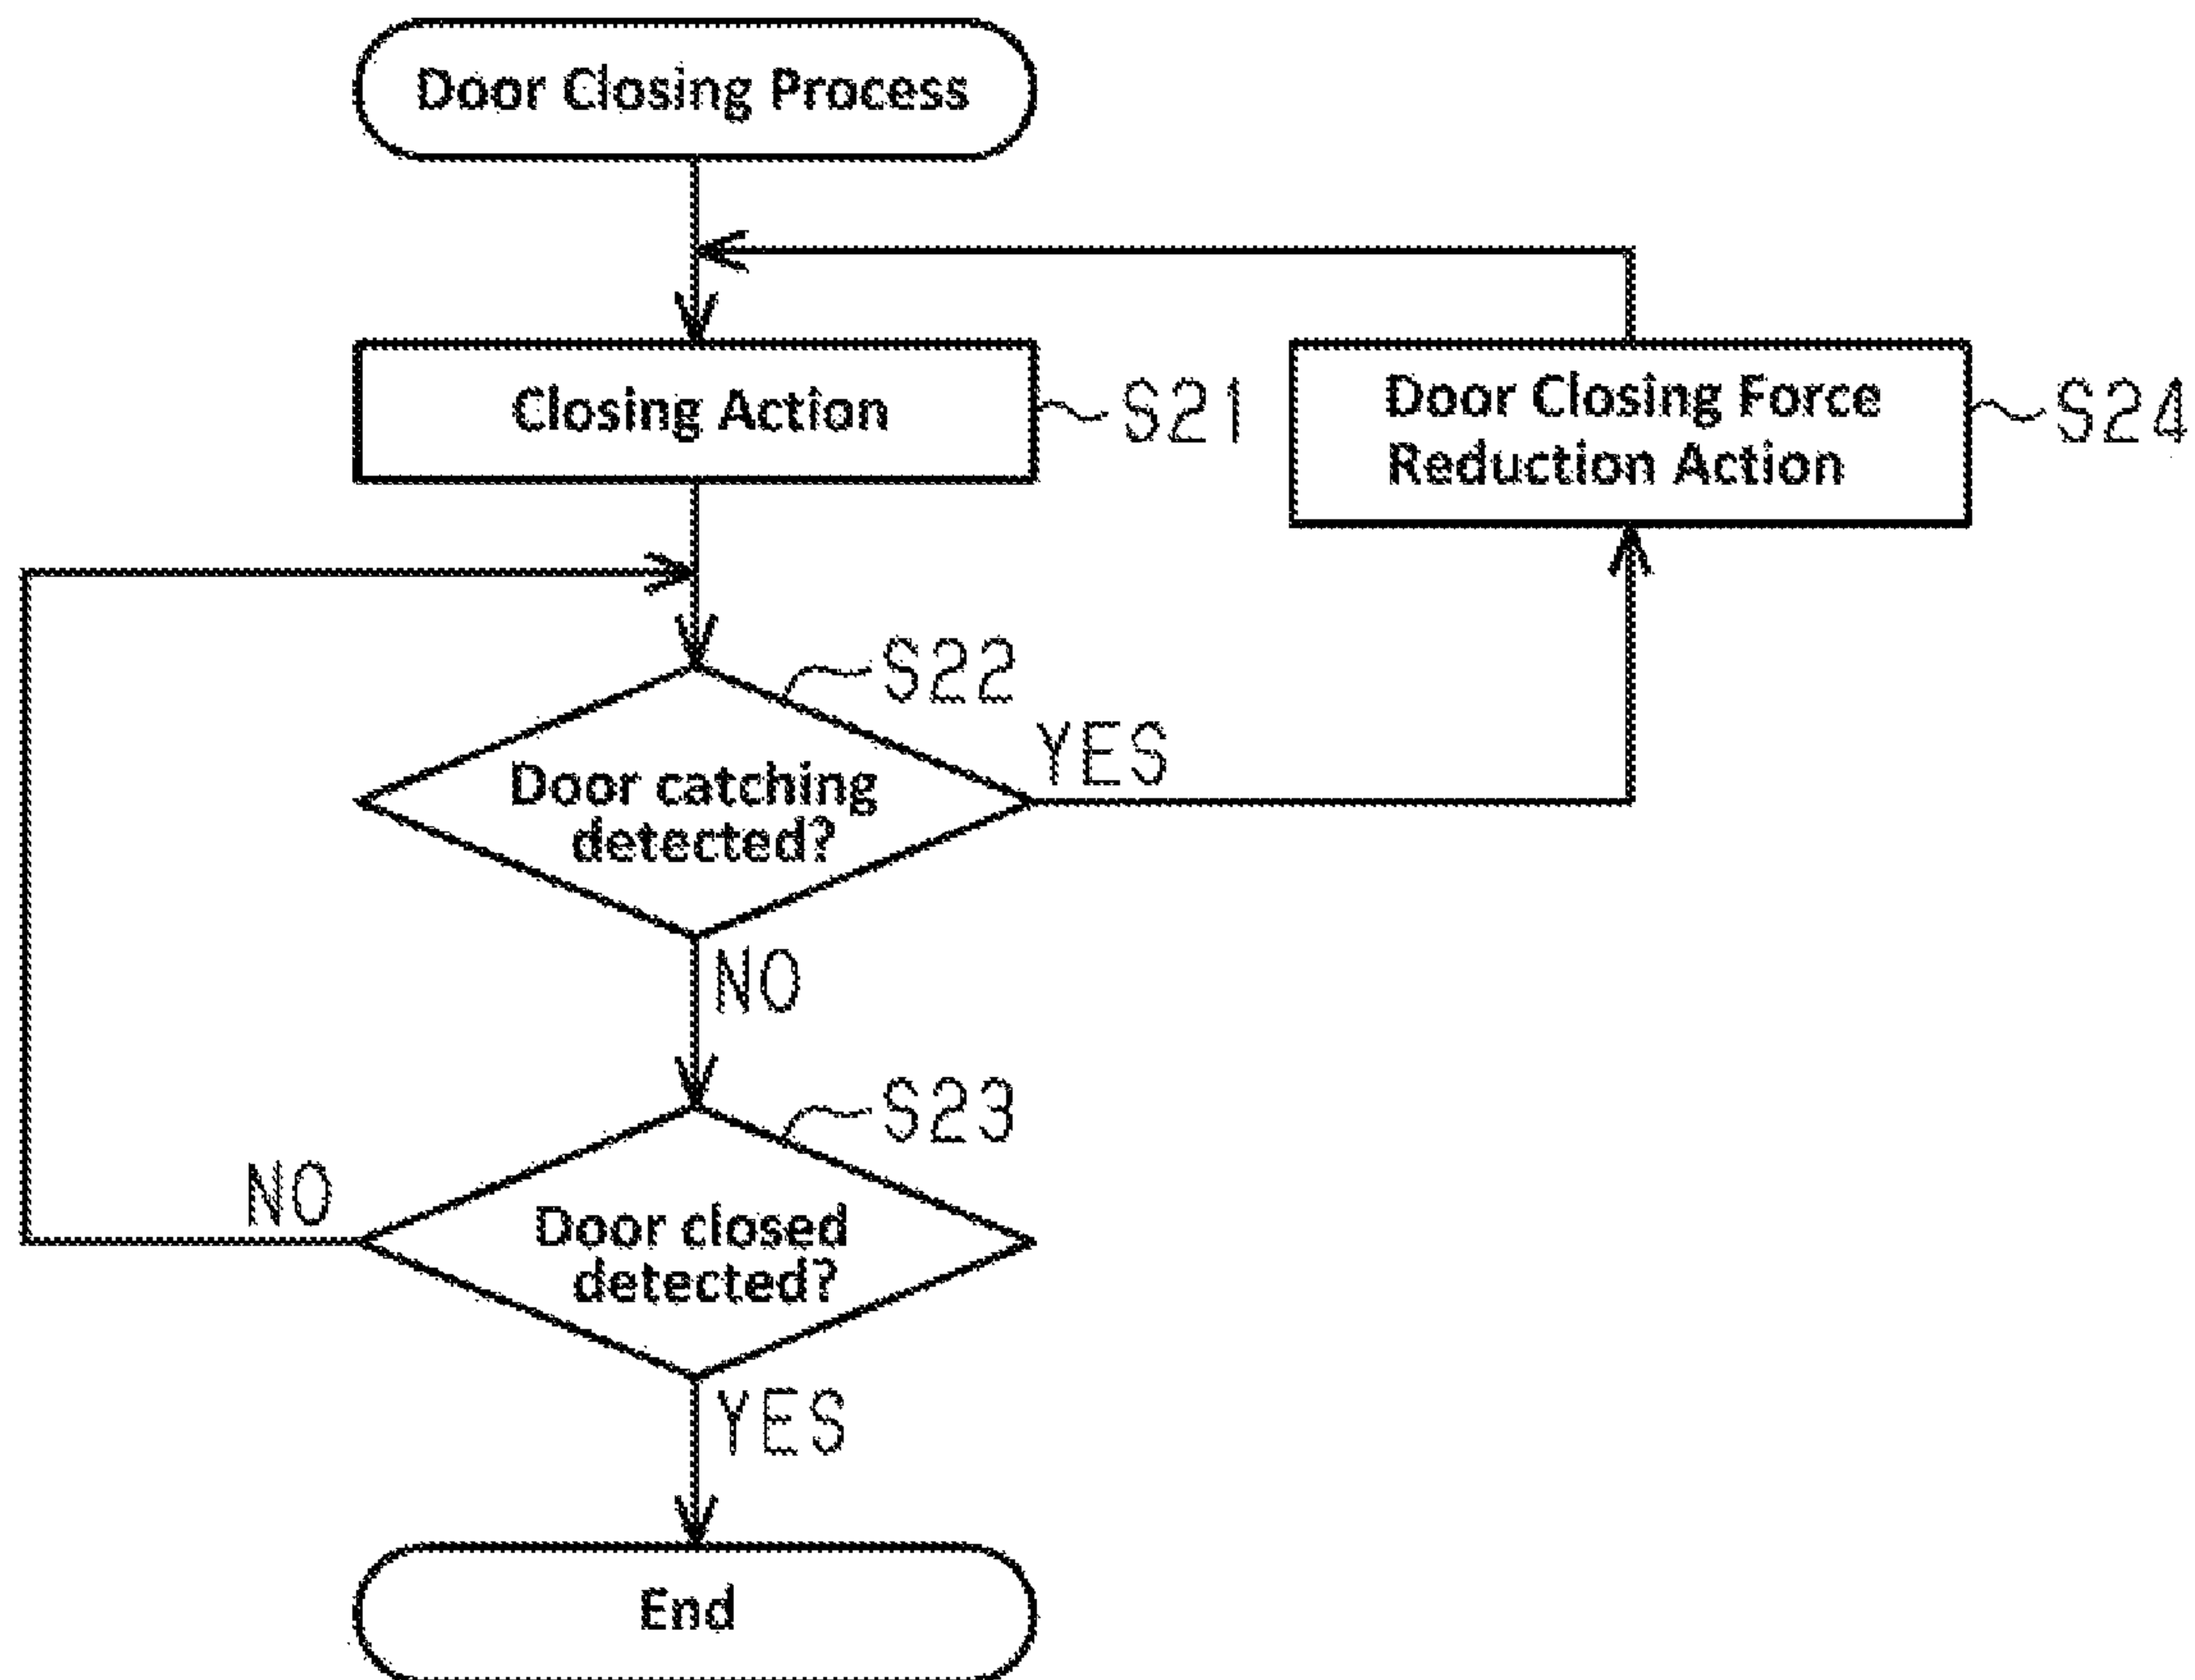 Door Closing Process
Closing Action
S21
Door Closing Force
Reduction Action
S24
S22
Door catching
detected?
YES
NO
S23
Door closed
detected?
NO
YES
End